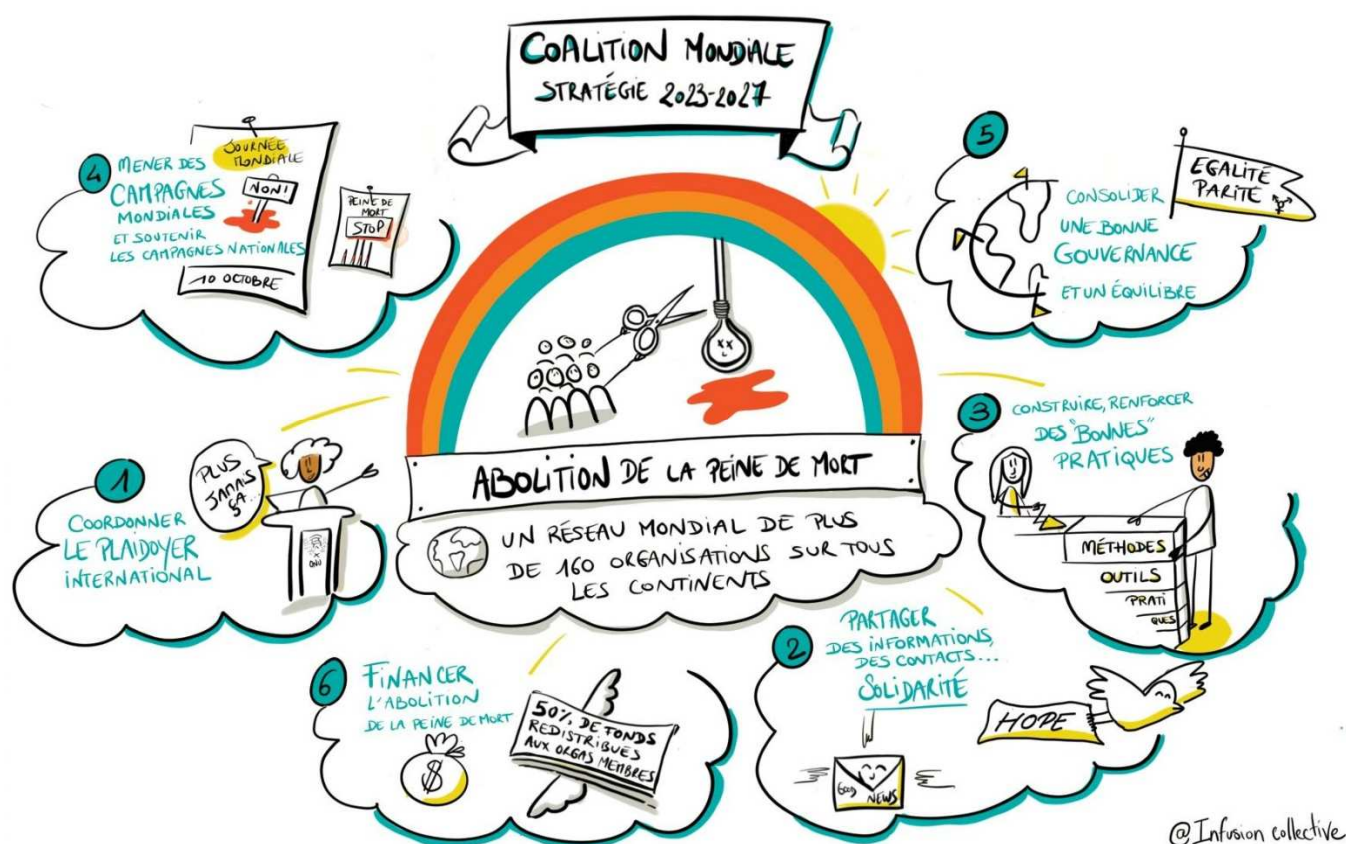 COALITION MONDIALE
STRATÉGIE 2023-2027
4
MENER DES
CAMPAGNES
MONDIALES
ET SOUTENIR
LES CAMPAGNES NATIONALES
JOURNÉE
MONDIALE
NON!
10 OCTOBRE
PEINE DE
MORT
STOP
5
CONSOLIDER
UNE BONNE
GOUVERNANCE
ET UN ÉQUILIBRE
EGALITÉ
PARITÉ
1
COORDONNER
LE PLAIDOYER
INTERNATIONAL
PLUS
JAMAIS
ÇA...
ONU
ABOLITION DE LA PEINE DE MORT
UN RÉSEAU MONDIAL DE PLUS
DE 160 ORGANISATIONS SUR TOUS
LES CONTINENTS
3
CONSTRUIRE, RENFORCER
DES "BONNES"
PRATIQUES
MÉTHODES
OUTILS
PRATI
QUES
6
FINANCER
L'ABOLITION
DE LA PEINE DE MORT
$
50% DE FONDS
REDISTRIBUES
AUX ORGAS MEMBRES
2
PARTAGER
DES INFORMATIONS,
DES CONTACTS...
SOLIDARITÉ
GOOD NEWS
HOPE
@Infusion collective